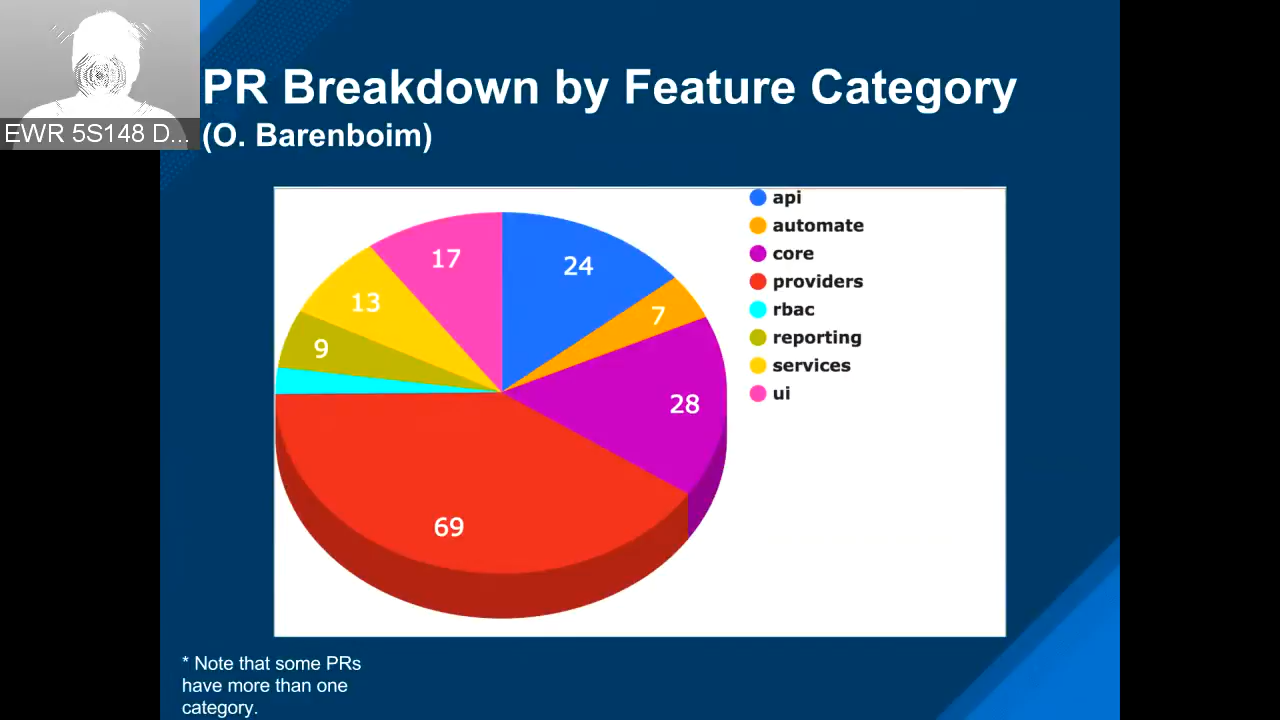 PR Breakdown by Feature Category
(O. Barenboim)
EWR 5S148 D...
api
automate
core
providers
rbac
reporting
services
ui
24
7
28
69
9
13
17
* Note that some PRs
have more than one
category.